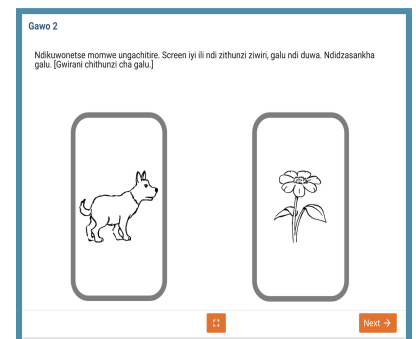 Gawo 2
Ndikuwonetse momwe ungachitire. Screen iyi ili ndi zithunzi ziwiri, galu ndi duwa. Ndidzasankha
galu. [Gwirani chithunzi cha galu.]
Next →